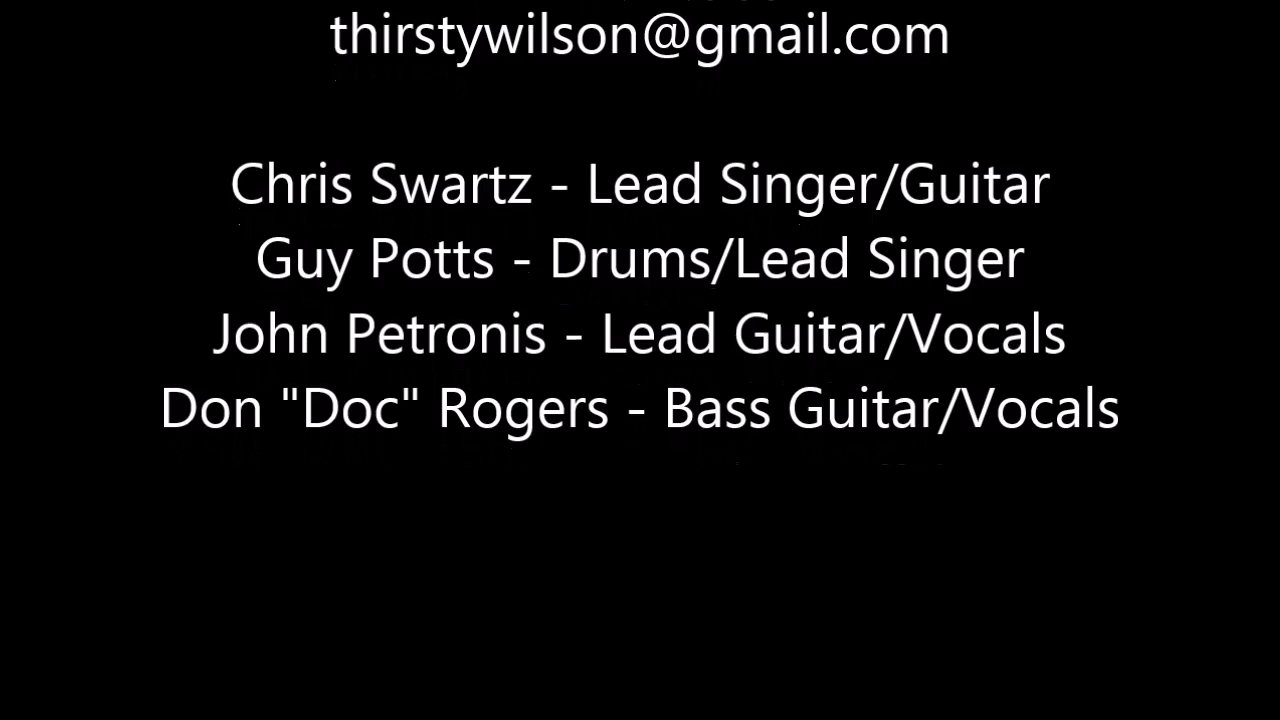 thirstywilson@gmail.com
Chris Swartz - Lead Singer/Guitar
Guy Potts - Drums/Lead Singer
John Petronis - Lead Guitar/Vocals
Don "Doc" Rogers - Bass Guitar/Vocals